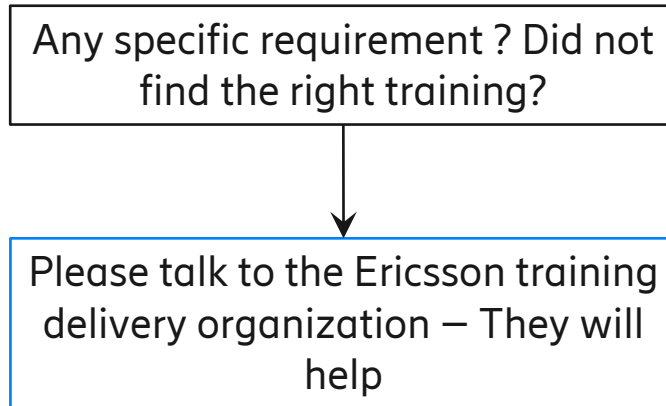 Any specific requirement ? Did not
find the right training?
Please talk to the Ericsson training
delivery organization – They will
help